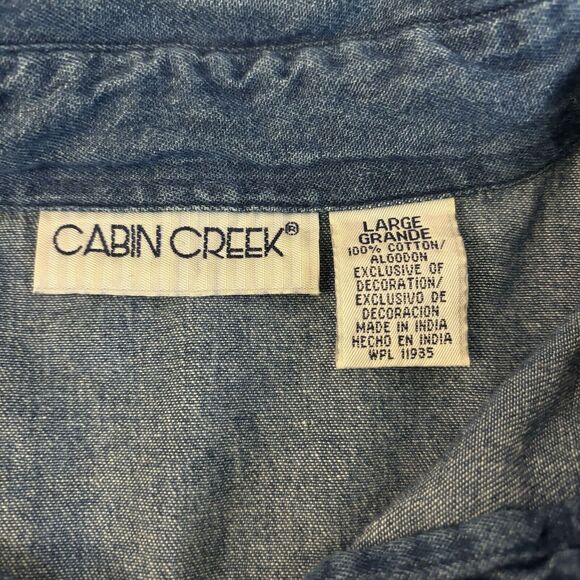 CABIN CREEK®
LARGE
GRANDE
100% COTTON/
ALGODON
EXCLUSIVE OF
DECORATION/
EXCLUSIVO DE
DECORACION
MADE IN INDIA
HECHO EN INDIA
WPL 11935